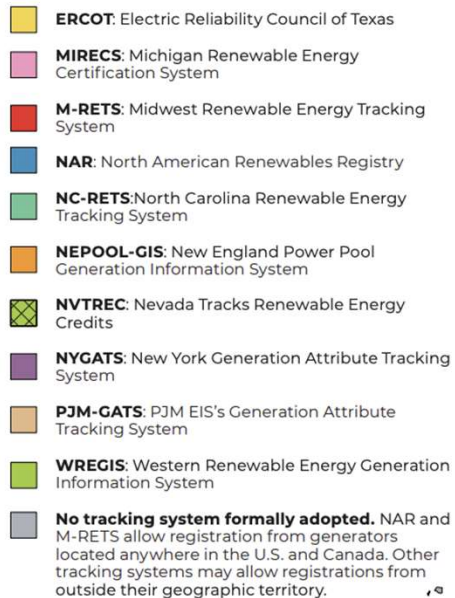 ERCOT: Electric Reliability Council of Texas
MIRECS: Michigan Renewable Energy
Certification System
M-RETS: Midwest Renewable Energy Tracking
System
NAR: North American Renewables Registry
NC-RETS:North Carolina Renewable Energy
Tracking System
NEPOOL-GIS: New England Power Pool
Generation Information System
NVTREC: Nevada Tracks Renewable Energy
Credits
NYGATS: New York Generation Attribute Tracking
System
PJM-GATS: PJM EIS's Generation Attribute
Tracking System
WREGIS: Western Renewable Energy Generation
Information System
No tracking system formally adopted. NAR and
M-RETS allow registration from generators
located anywhere in the U.S. and Canada. Other
tracking systems may allow registrations from
outside their geographic territory.